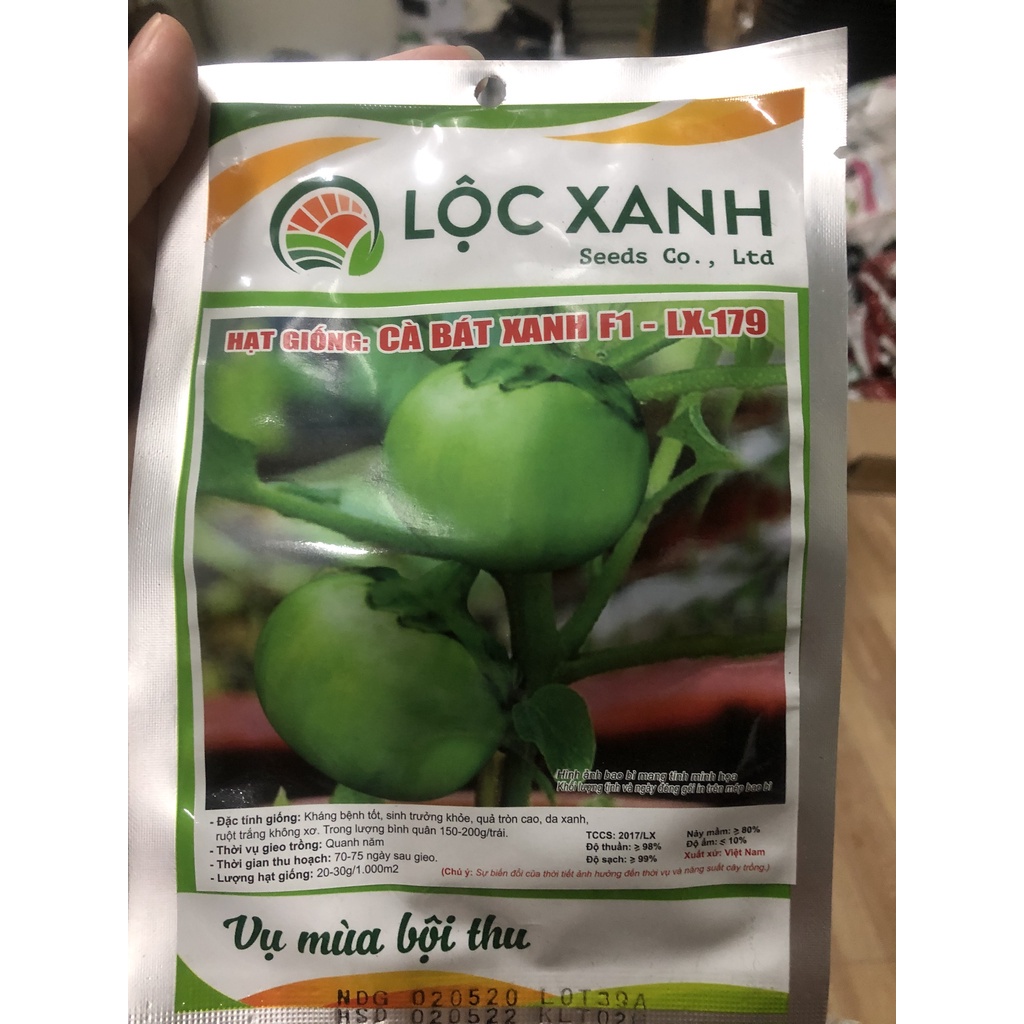 LỘC XANH
Seeds Co., Ltd
HẠT GIỐNG: CÀ BÁT XANH F1 - LX.179
Hình ảnh bao bì mang tính minh họa
Khối lượng tịnh và ngày đóng gói in trên mép bao bì
- Đặc tính giống: Kháng bệnh tốt, sinh trưởng khỏe, quả tròn cao, da xanh,
ruột trắng không xơ. Trong lượng bình quân 150-200g/trái.
- Thời vụ gieo trồng: Quanh năm
- Thời gian thu hoạch: 70-75 ngày sau gieo.
- Lượng hạt giống: 20-30g/1.000m2
TCCS: 2017/LX
Độ thuần: ≥ 98%
Độ sạch: ≥ 99%
Nảy mầm: ≥ 80%
Độ ẩm: ≤ 10%
Xuất xứ: Việt Nam
(Chú ý: Sự biến đổi của thời tiết ảnh hưởng đến thời vụ và năng suất cây trồng.)
Vụ mùa bội thu
NDG 020520 LOT39A
HSD 020522